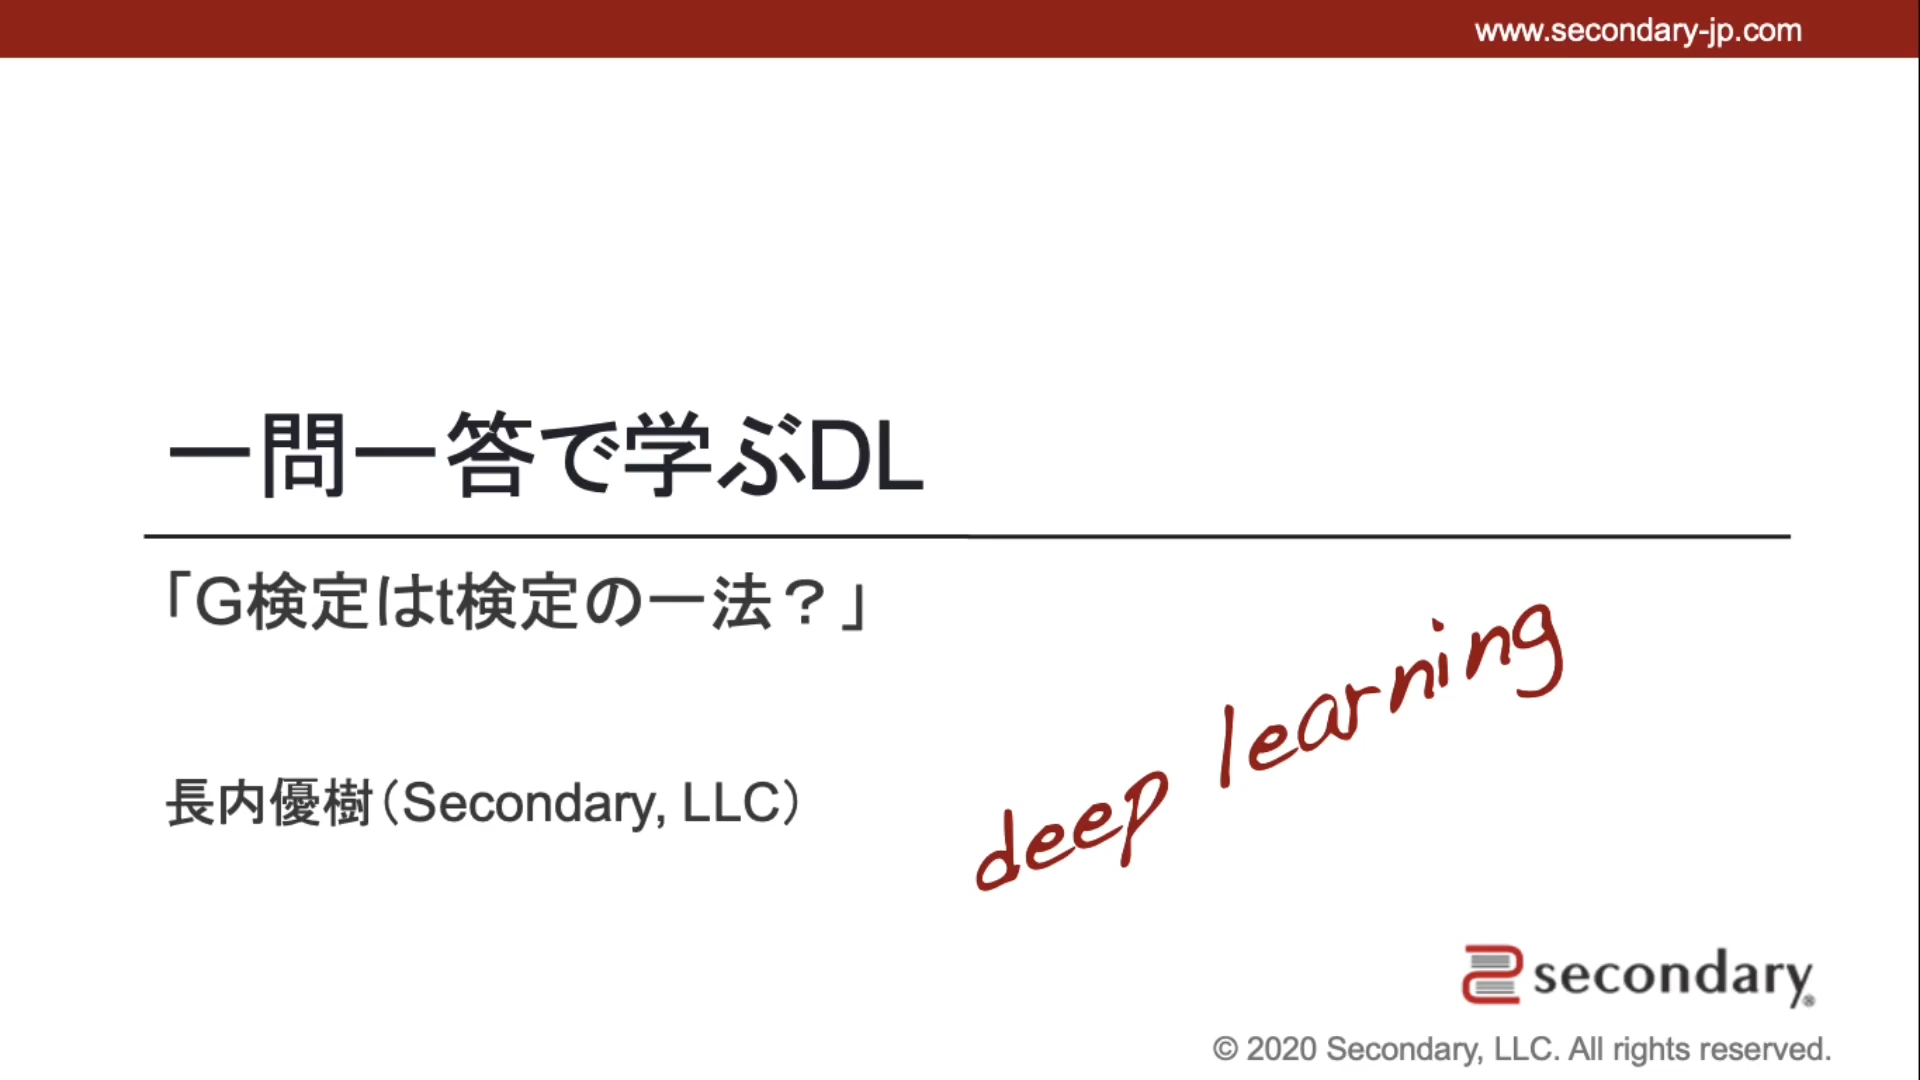 www.secondary-jp.com
一問一答で学ぶDL
「G検定はt検定の一法？」
長内優樹（Secondary, LLC）
deep learning
secondary®
© 2020 Secondary, LLC. All rights reserved.